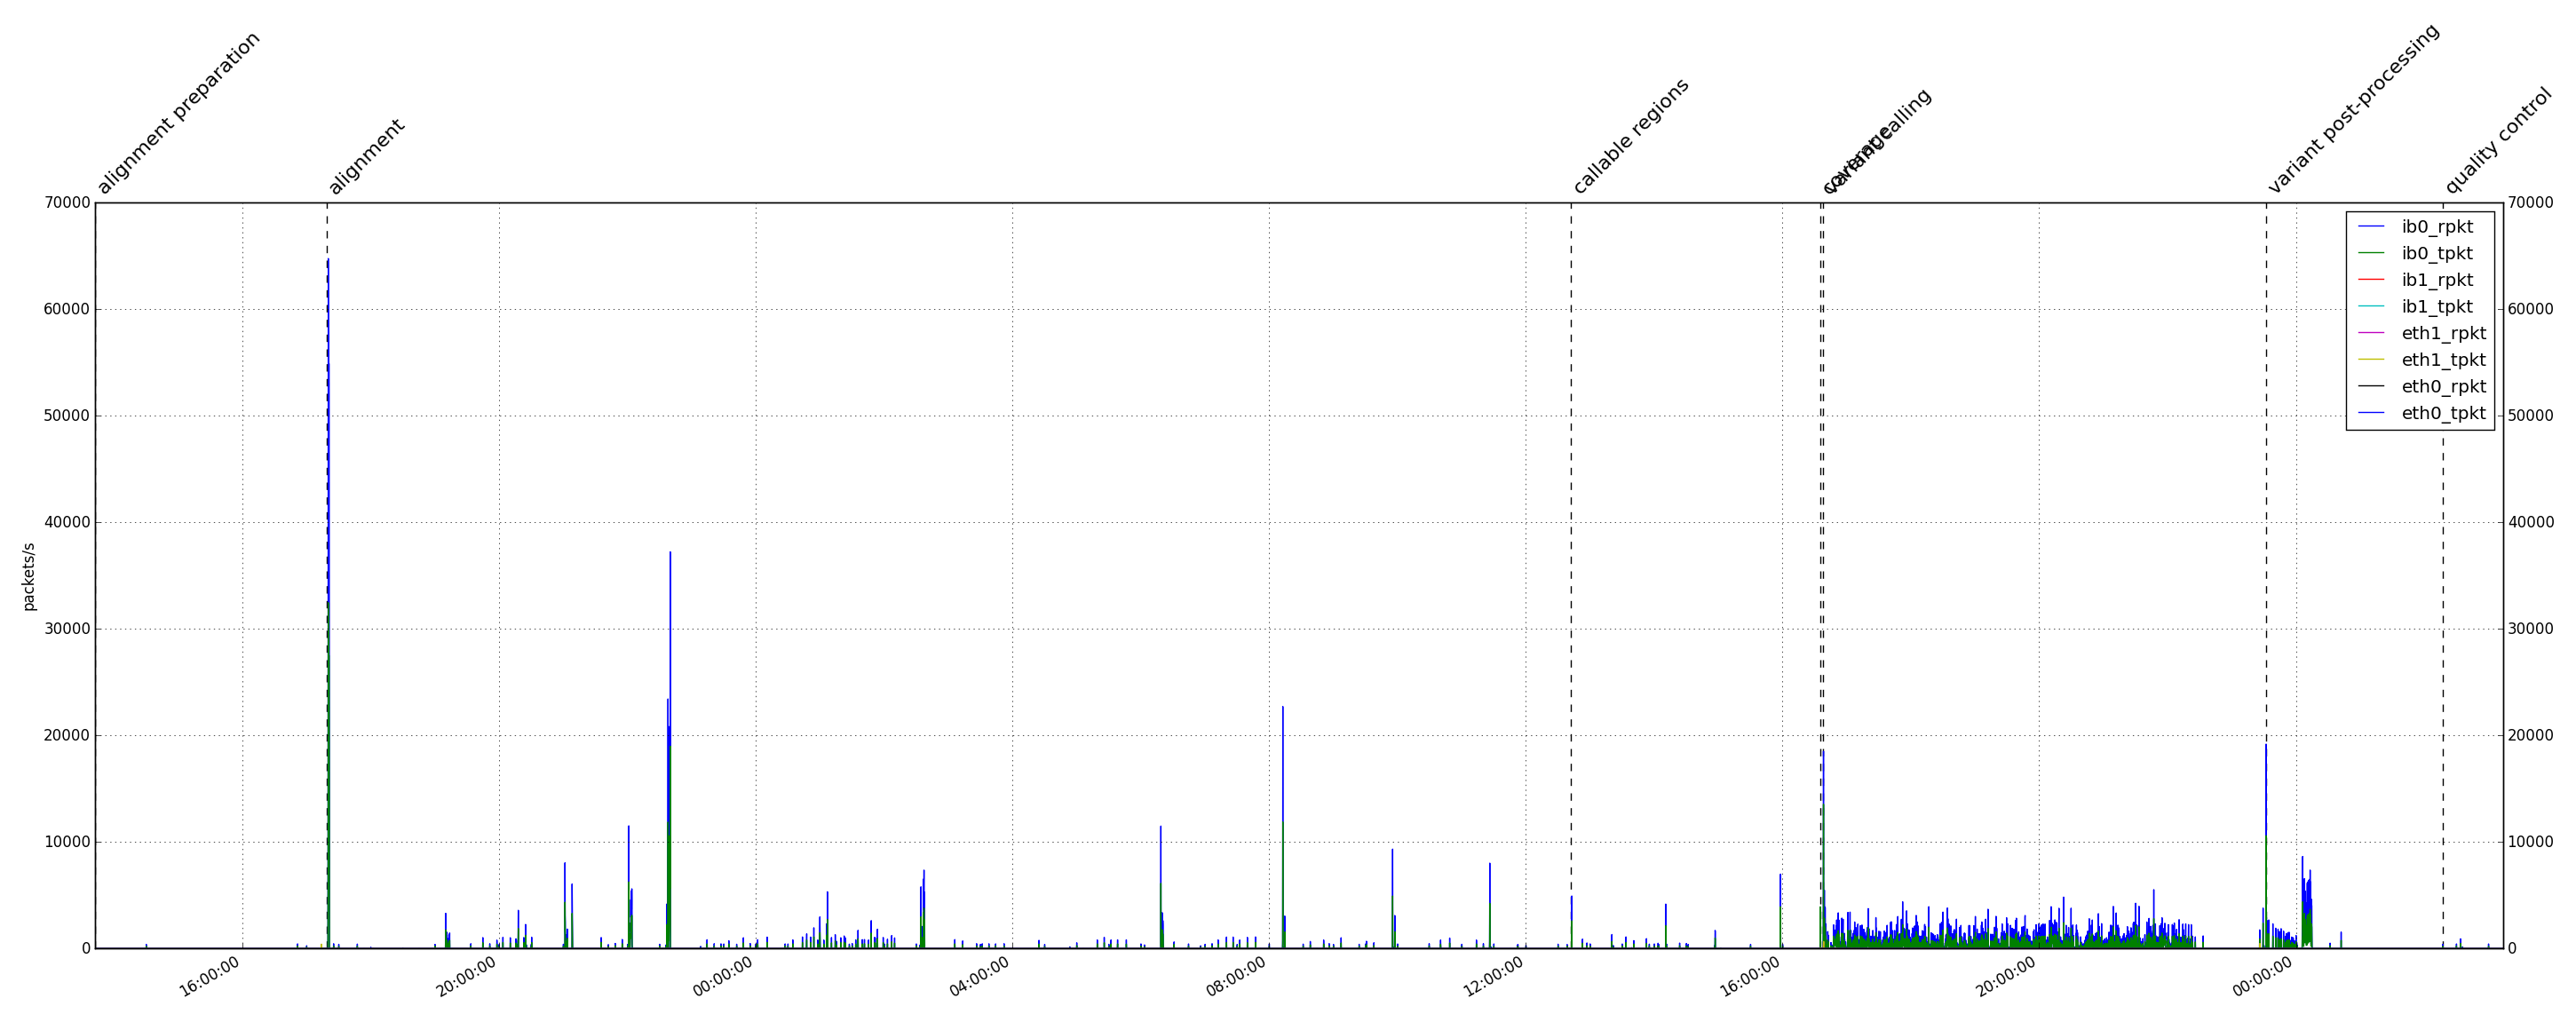 alignment preparation
alignment
callable regions
coverage
variant calling
variant post-processing
quality control
70000
60000
50000
40000
30000
20000
10000
0
packets/s
70000
60000
50000
40000
30000
20000
10000
0
ib0_rpkt
ib0_tpkt
ib1_rpkt
ib1_tpkt
eth1_rpkt
eth1_tpkt
eth0_rpkt
eth0_tpkt
16:00:00
20:00:00
00:00:00
04:00:00
08:00:00
12:00:00
16:00:00
20:00:00
00:00:00